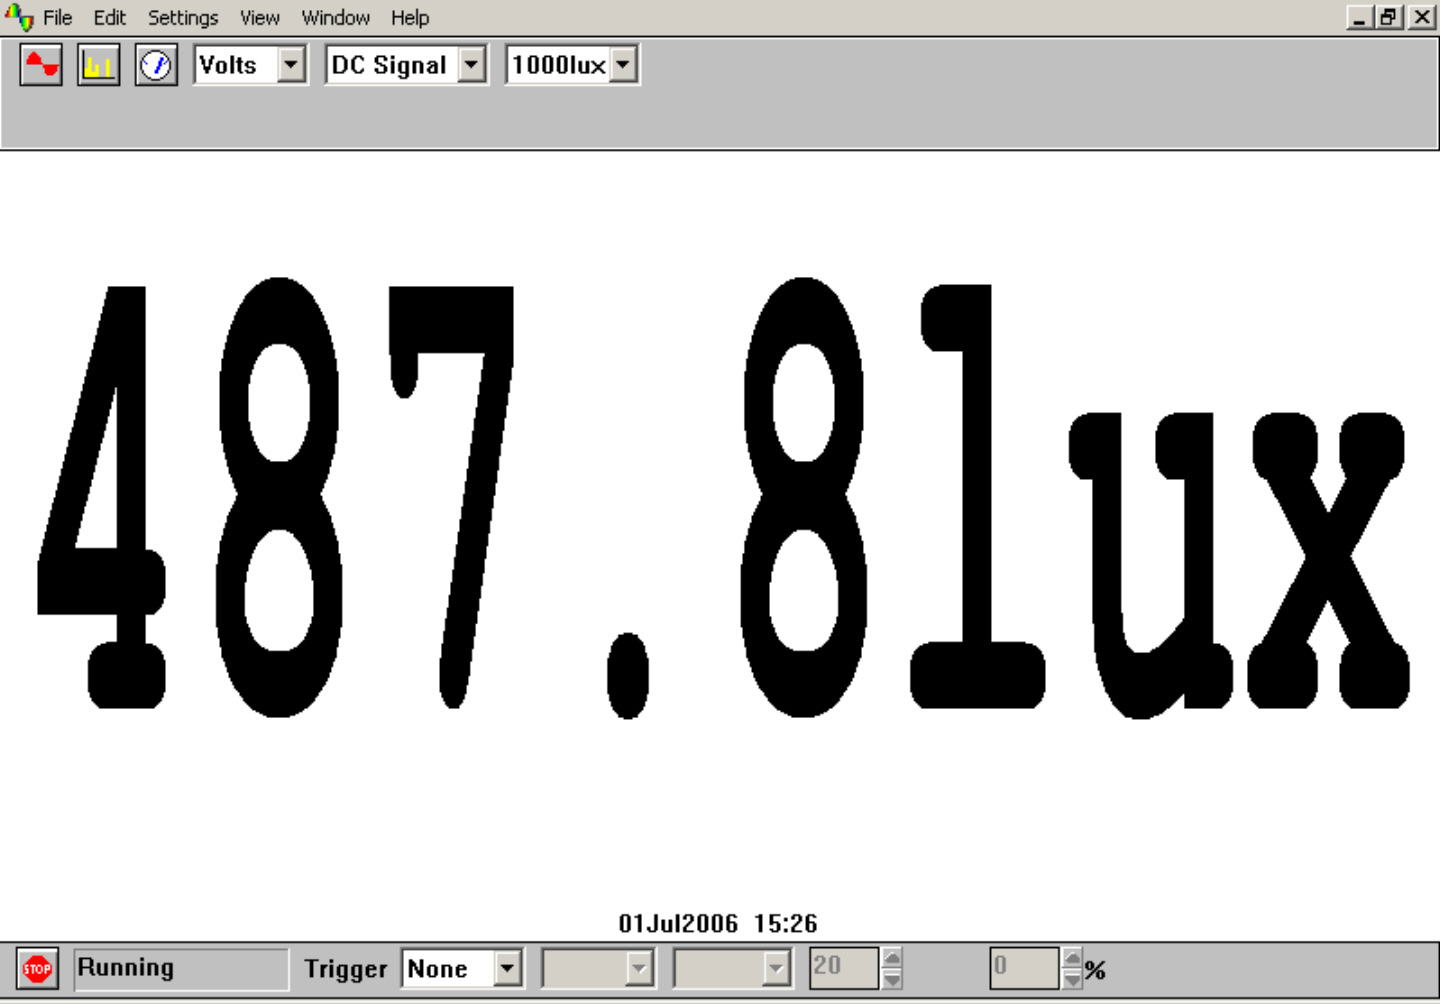 File Edit Settings View Window Help
Volts DC Signal 1000lux
487.8lux
01Jul2006 15:26
STOP Running Trigger None 20 0 %